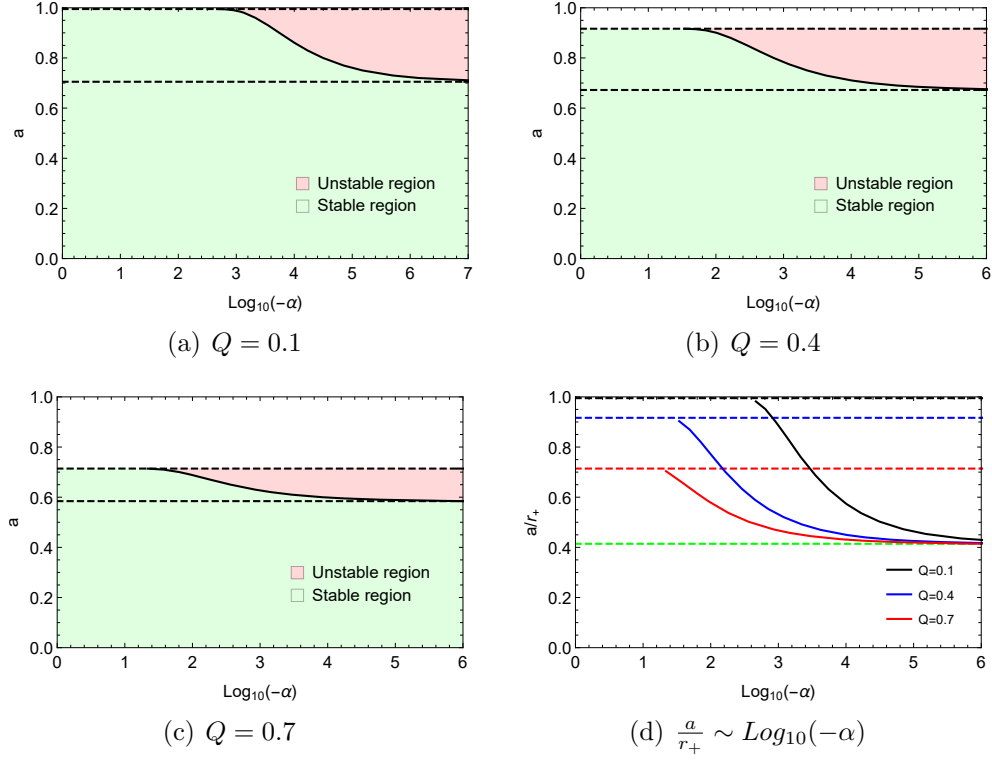 1.0
0.8
0.6
0.4
0.2
0.0
a
Unstable region
Stable region
0 1 2 3 4 5 6 7
Log10(-α)
(a) Q = 0.1
1.0
0.8
0.6
0.4
0.2
0.0
a
Unstable region
Stable region
0 1 2 3 4 5 6
Log10(-α)
(b) Q = 0.4
1.0
0.8
0.6
0.4
0.2
0.0
a
Unstable region
Stable region
0 1 2 3 4 5 6
Log10(-α)
(c) Q = 0.7
1.0
0.8
0.6
0.4
0.2
0.0
a/r+
Q=0.1
Q=0.4
Q=0.7
0 1 2 3 4 5 6
Log10(-α)
(d) a/r+ ∼ Log10(−α)